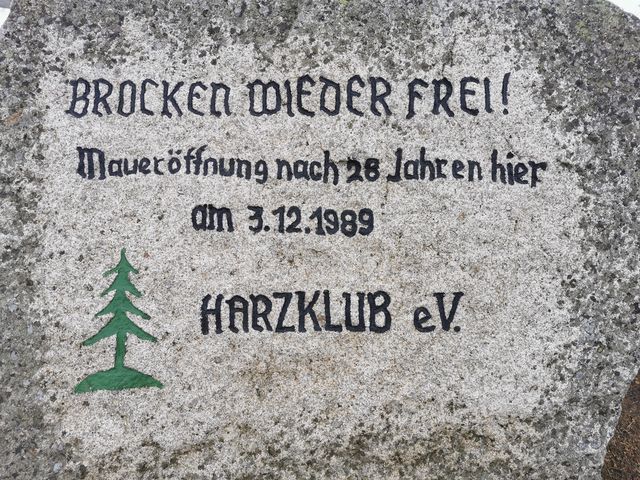 BROCKEN WIEDER FREI!
Maueröffnung nach 28 Jahren hier
am 3.12.1989
HARZKLUB eV.